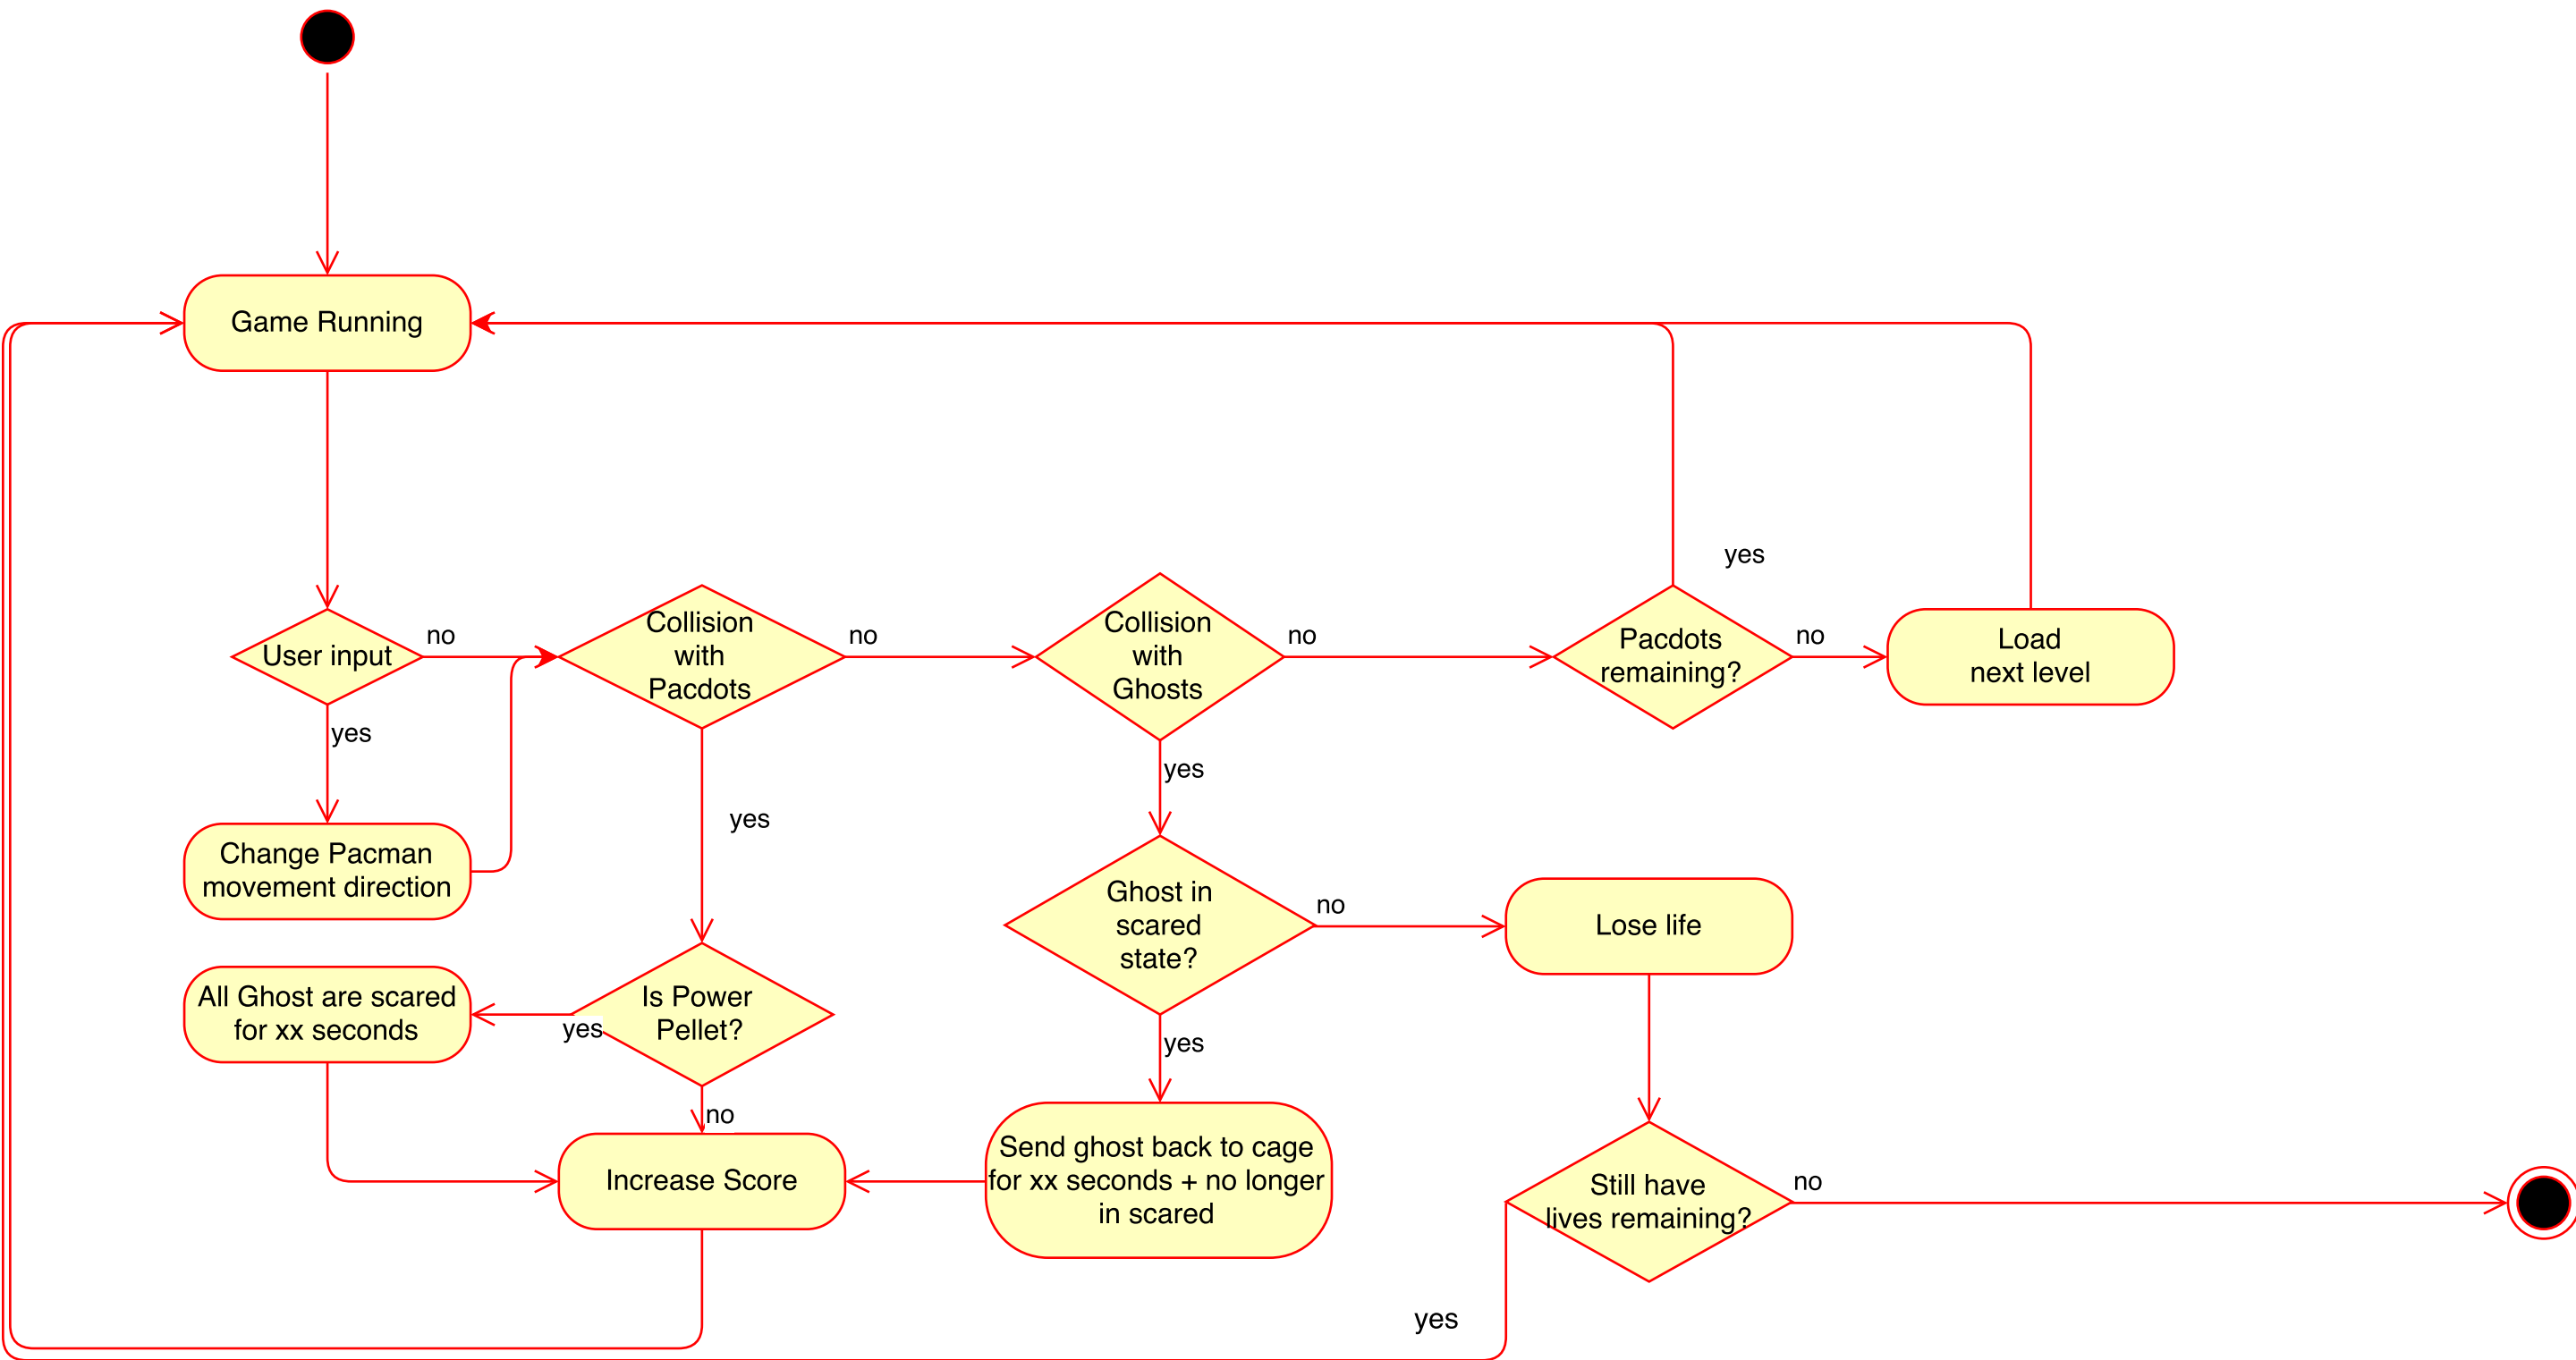 Game Running
yes
User input
no
Collision
with
Pacdots
no
Collision
with
Ghosts
no
Pacdots
remaining?
no
Load
next level
yes
yes
yes
Change Pacman
movement direction
Ghost in
scared
state?
no
Lose life
All Ghost are scared
for xx seconds
yes
Is Power
Pellet?
yes
no
Increase Score
Send ghost back to cage
for xx seconds + no longer
in scared
Still have
lives remaining?
no
yes